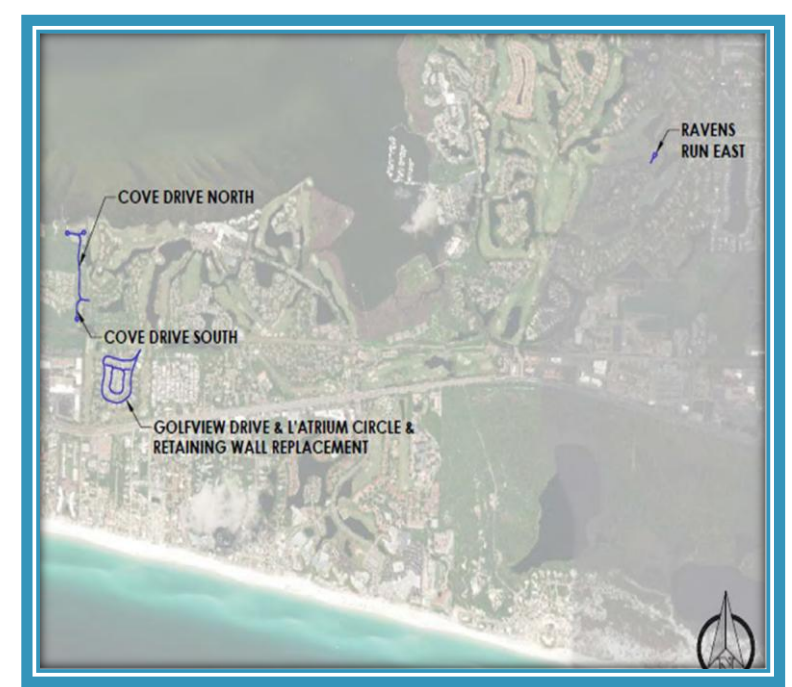 RAVENS
RUN EAST
COVE DRIVE NORTH
COVE DRIVE SOUTH
GOLFVIEW DRIVE & L'ATRIUM CIRCLE &
RETAINING WALL REPLACEMENT
N